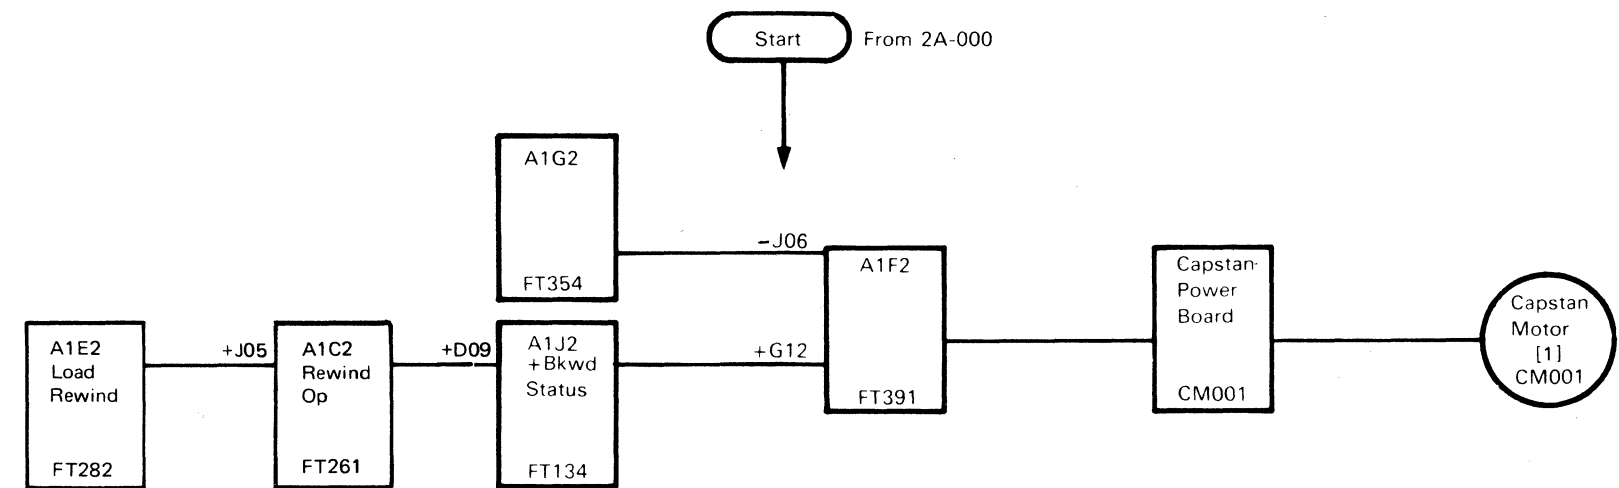 Start
From 2A-000
A1G2
FT354
-J06
A1F2
FT391
Capstan-
Power
Board
CM001
Capstan
Motor
[1]
CM001
A1E2
Load
Rewind
FT282
+J05
A1C2
Rewind
Op
FT261
+D09
A1J2
+Bkwd
Status
FT134
+G12